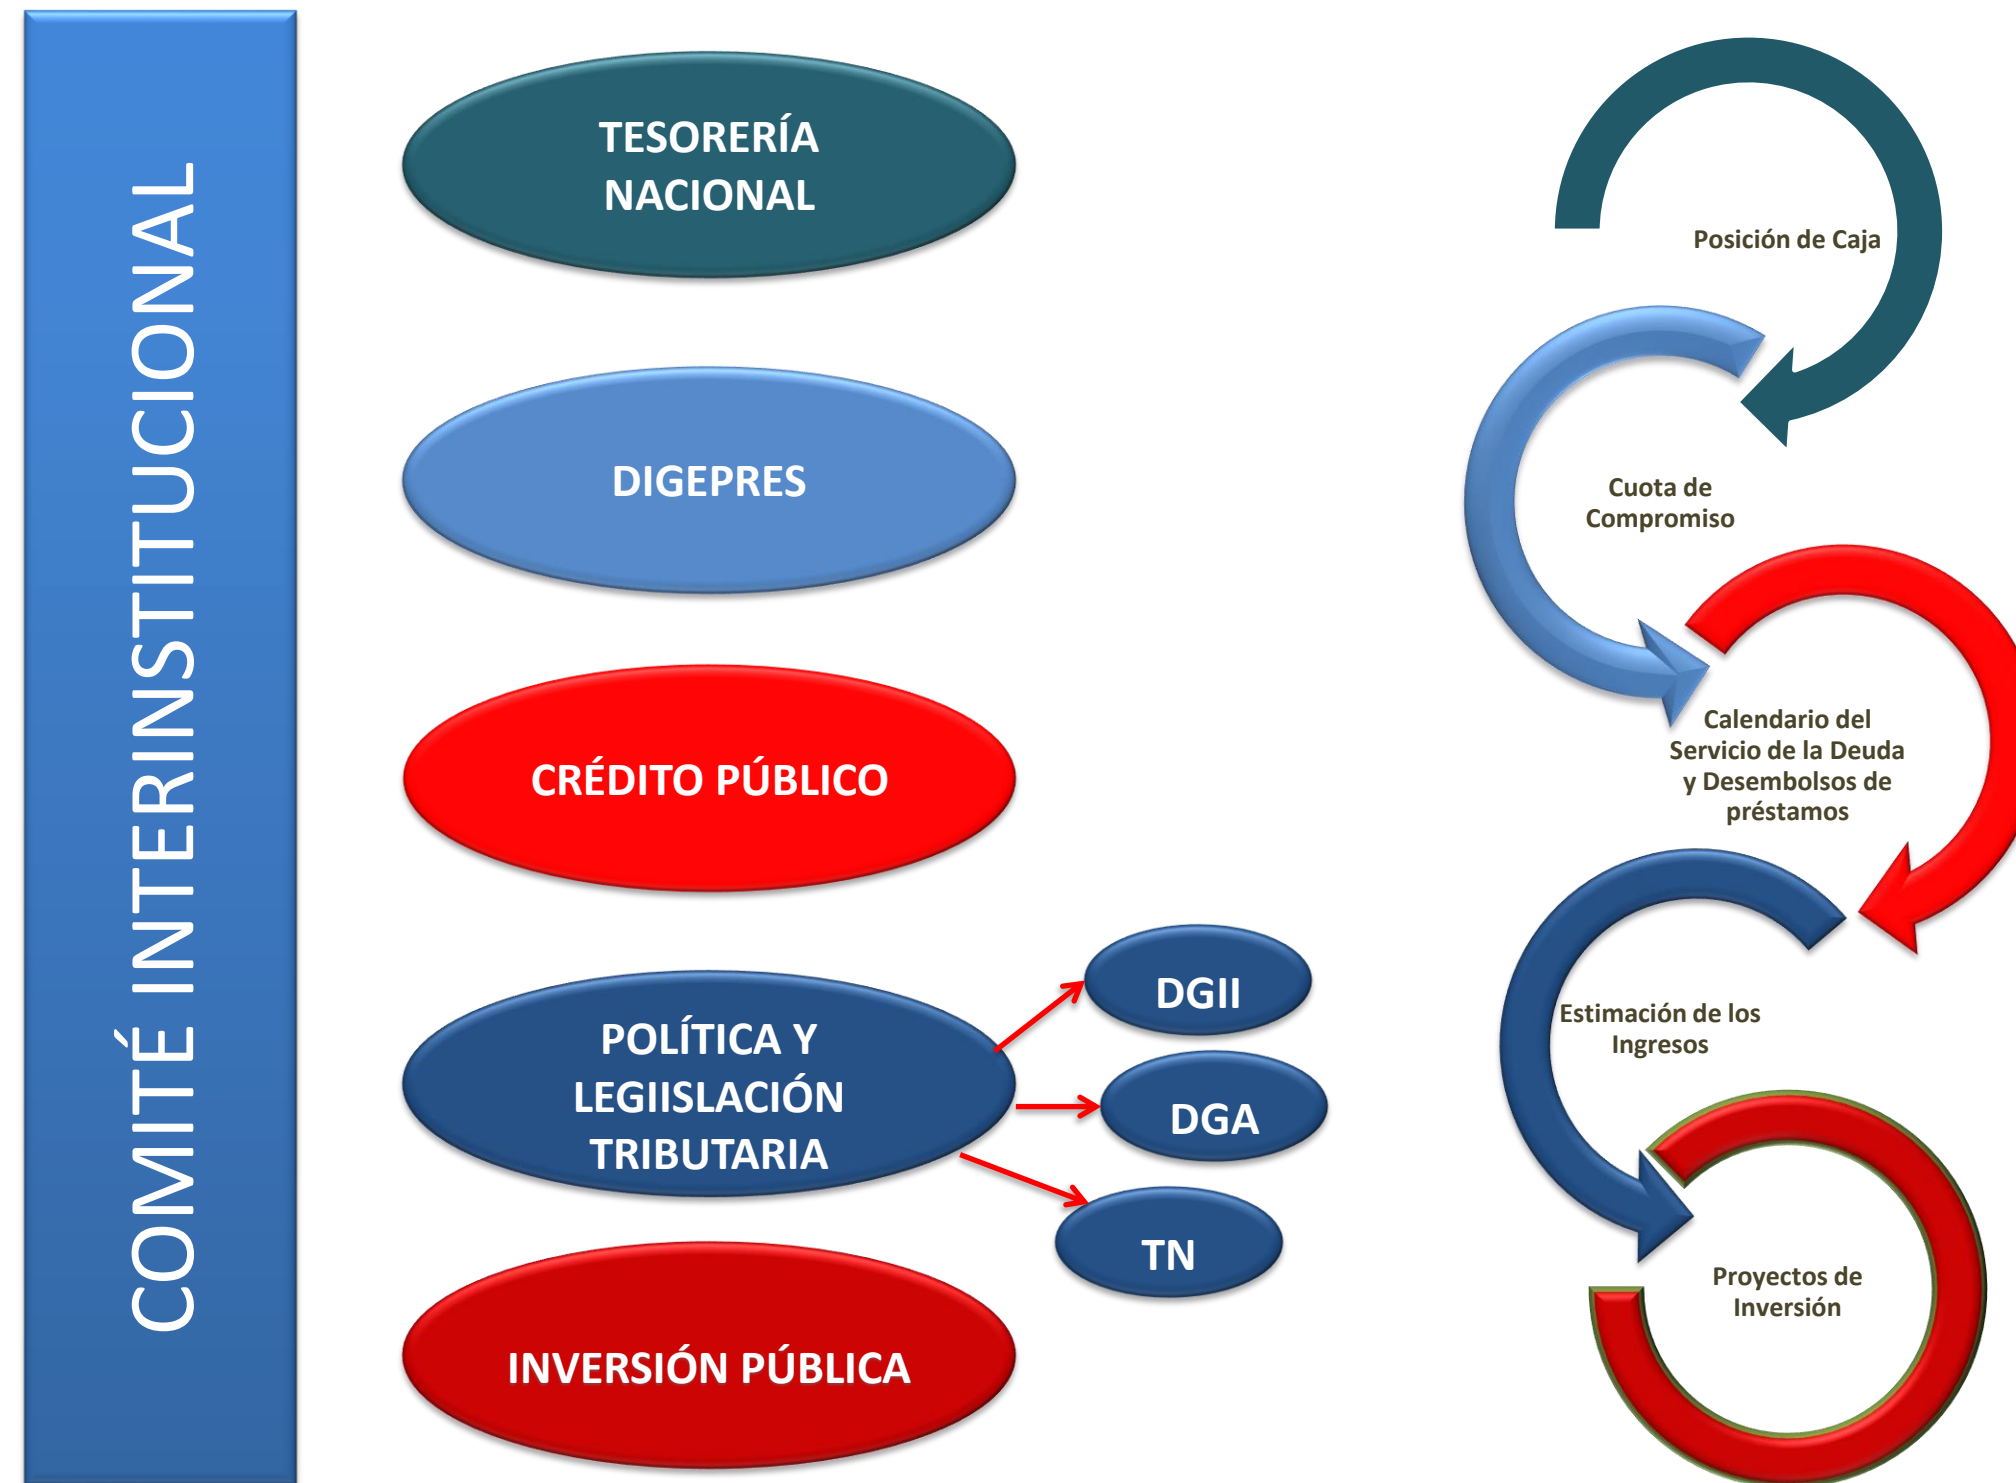 COMITÉ INTERINSTITUCIONAL
TESORERÍA
NACIONAL
DIGEPRES
CRÉDITO PÚBLICO
POLÍTICA Y
LEGIISLACIÓN
TRIBUTARIA
DGII
DGA
TN
INVERSIÓN PÚBLICA
Posición de Caja
Cuota de
Compromiso
Calendario del
Servicio de la Deuda
y Desembolsos de
préstamos
Estimación de los
Ingresos
Proyectos de
Inversión